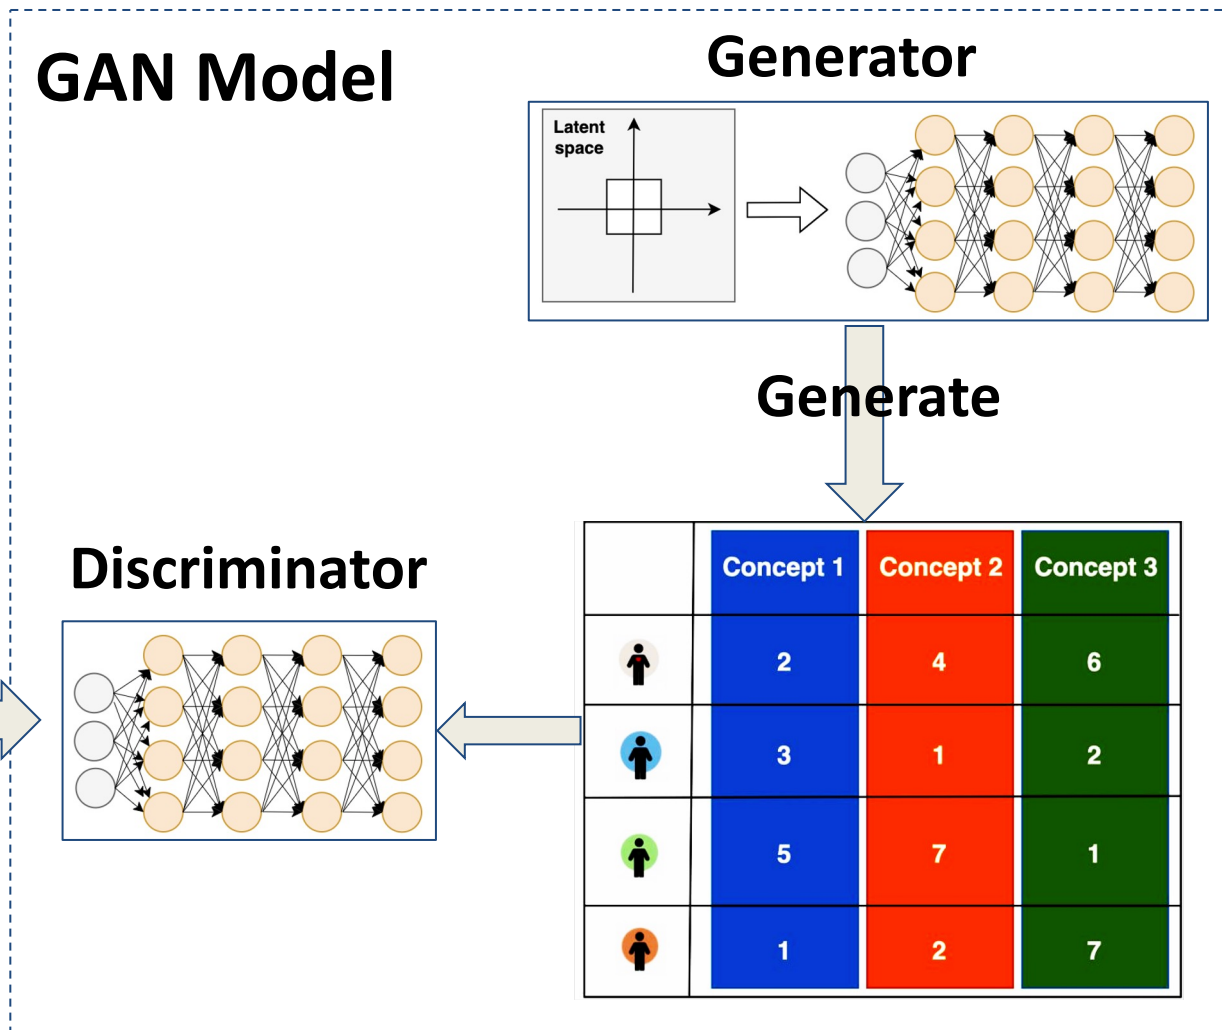 GAN Model
Generator
Latent
space
Generate
Discriminator
Concept 1 Concept 2 Concept 3
2 4 6
3 1 2
5 7 1
1 2 7